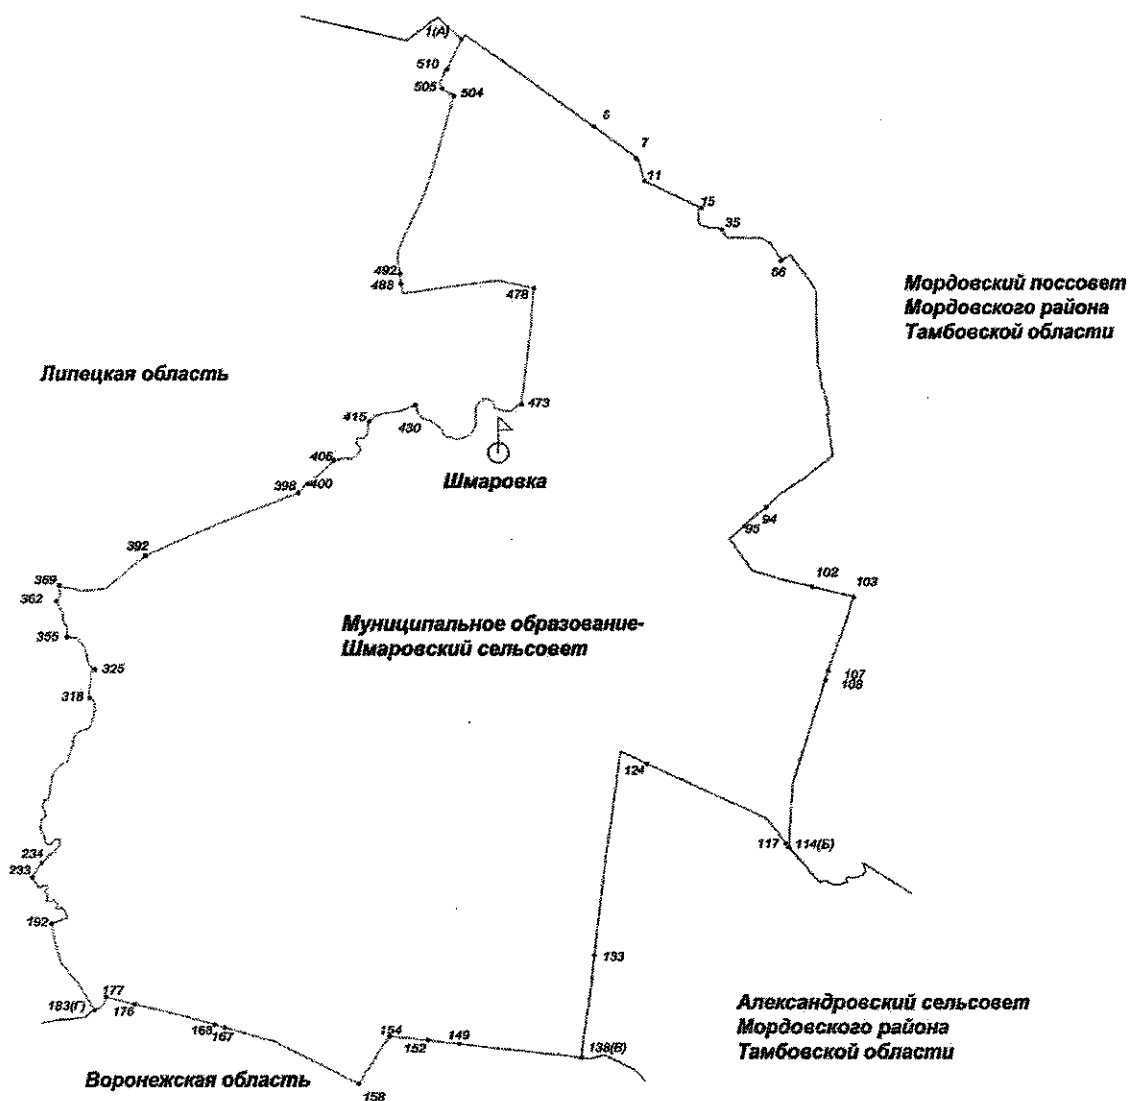 1(А)
510
505
504
6
7
11
15
35
66
492
488
478
Мордовский поссовет
Мордовского района
Тамбовской области
Липецкая область
473
415
430
406
400
398
Шмаровка
94
95
392
102
103
369
362
Муниципальное образование-
Шмаровский сельсовет
355
325
318
107
108
124
117
114(Б)
234
233
192
133
177
176
183(Г)
168
167
154
152
149
138(В)
Александровский сельсовет
Мордовского района
Тамбовской области
Воронежская область
158